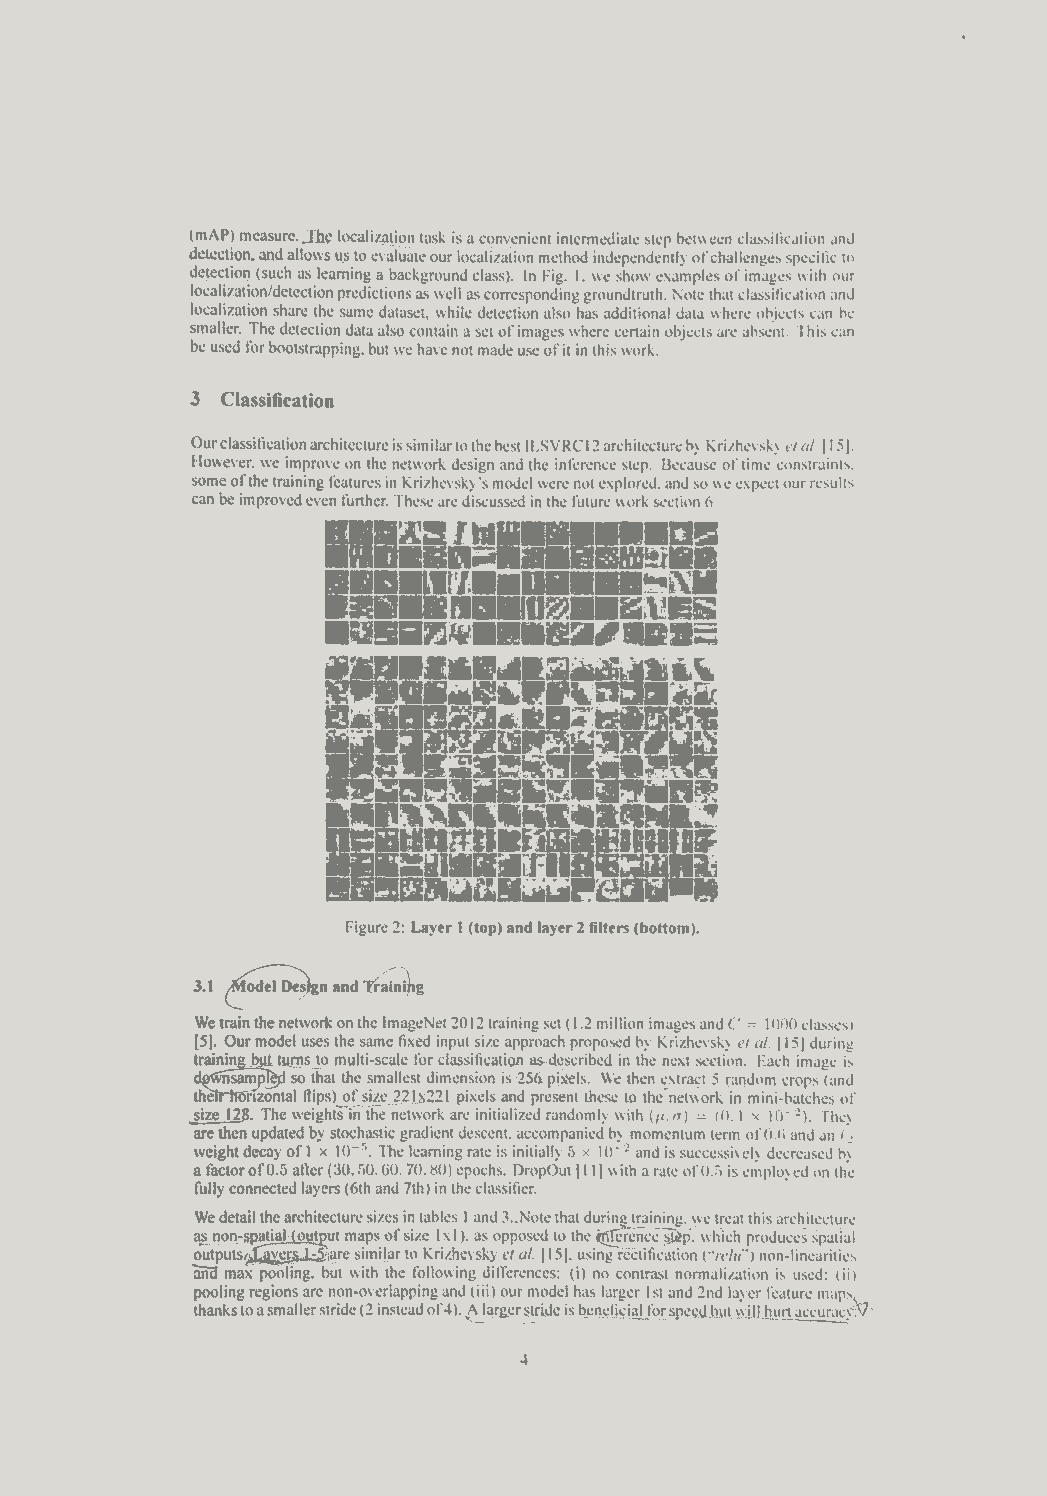 (mAP) measure. The localization task is a convenient intermediate step between classification and
detection, and allows us to evaluate our localization method independently of challenges specific to
detection (such as learning a background class). In Fig. 1, we show examples of images with our
localization/detection predictions as well as corresponding groundtruth. Note that classification and
localization share the same dataset, while detection also has additional data where objects can be
smaller. The detection data also contain a set of images where certain objects are absent. This can
be used for bootstrapping, but we have not made use of it in this work.
3 Classification
Our classification architecture is similar to the best ILSVRC12 architecture by Krizhevsky et al. [15].
However, we improve on the network design and the inference step. Because of time constraints,
some of the training features in Krizhevsky's model were not explored, and so we expect our results
can be improved even further. These are discussed in the future work section 6
Figure 2: Layer 1 (top) and layer 2 filters (bottom).
3.1 Model Design and Training
We train the network on the ImageNet 2012 training set (1.2 million images and C = 1000 classes)
[5]. Our model uses the same fixed input size approach proposed by Krizhevsky et al. [15] during
training but turns to multi-scale for classification as described in the next section. Each image is
downsampled so that the smallest dimension is 256 pixels. We then extract 5 random crops (and
their horizontal flips) of size 221x221 pixels and present these to the network in mini-batches of
size 128. The weights in the network are initialized randomly with (μ, σ) = (0, 1 × 10⁻²). They
are then updated by stochastic gradient descent, accompanied by momentum term of 0.6 and an ℓ₂
weight decay of 1 × 10⁻⁵. The learning rate is initially 5 × 10⁻² and is successively decreased by
a factor of 0.5 after (30, 50, 60, 70, 80) epochs. DropOut [11] with a rate of 0.5 is employed on the
fully connected layers (6th and 7th) in the classifier.
We detail the architecture sizes in tables 1 and 3. Note that during training, we treat this architecture
as non-spatial (output maps of size 1x1), as opposed to the inference step, which produces spatial
outputs. Layers 1-5 are similar to Krizhevsky et al. [15], using rectification ("relu") non-linearities
and max pooling, but with the following differences: (i) no contrast normalization is used; (ii)
pooling regions are non-overlapping and (iii) our model has larger 1st and 2nd layer feature maps,
thanks to a smaller stride (2 instead of 4). A larger stride is beneficial for speed but will hurt accuracy.
4